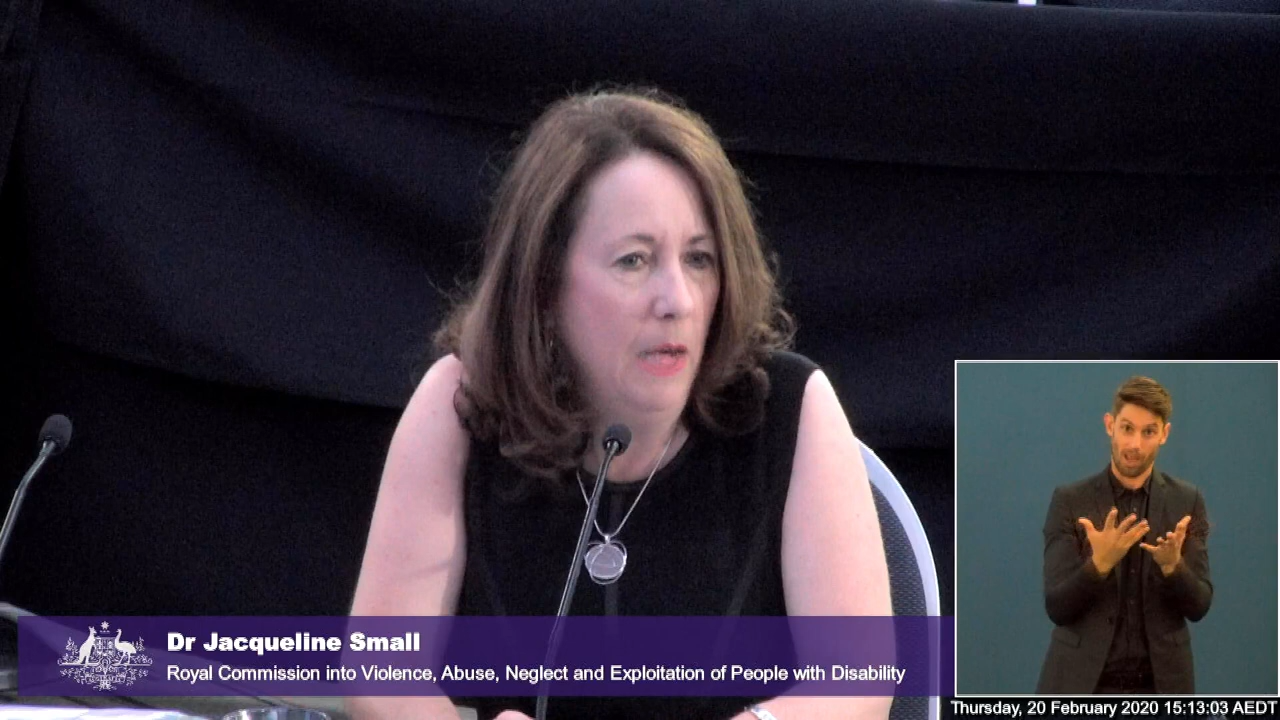 Dr Jacqueline Small
Royal Commission into Violence, Abuse, Neglect and Exploitation of People with Disability
Thursday, 20 February 2020 15:13:03 AEDT